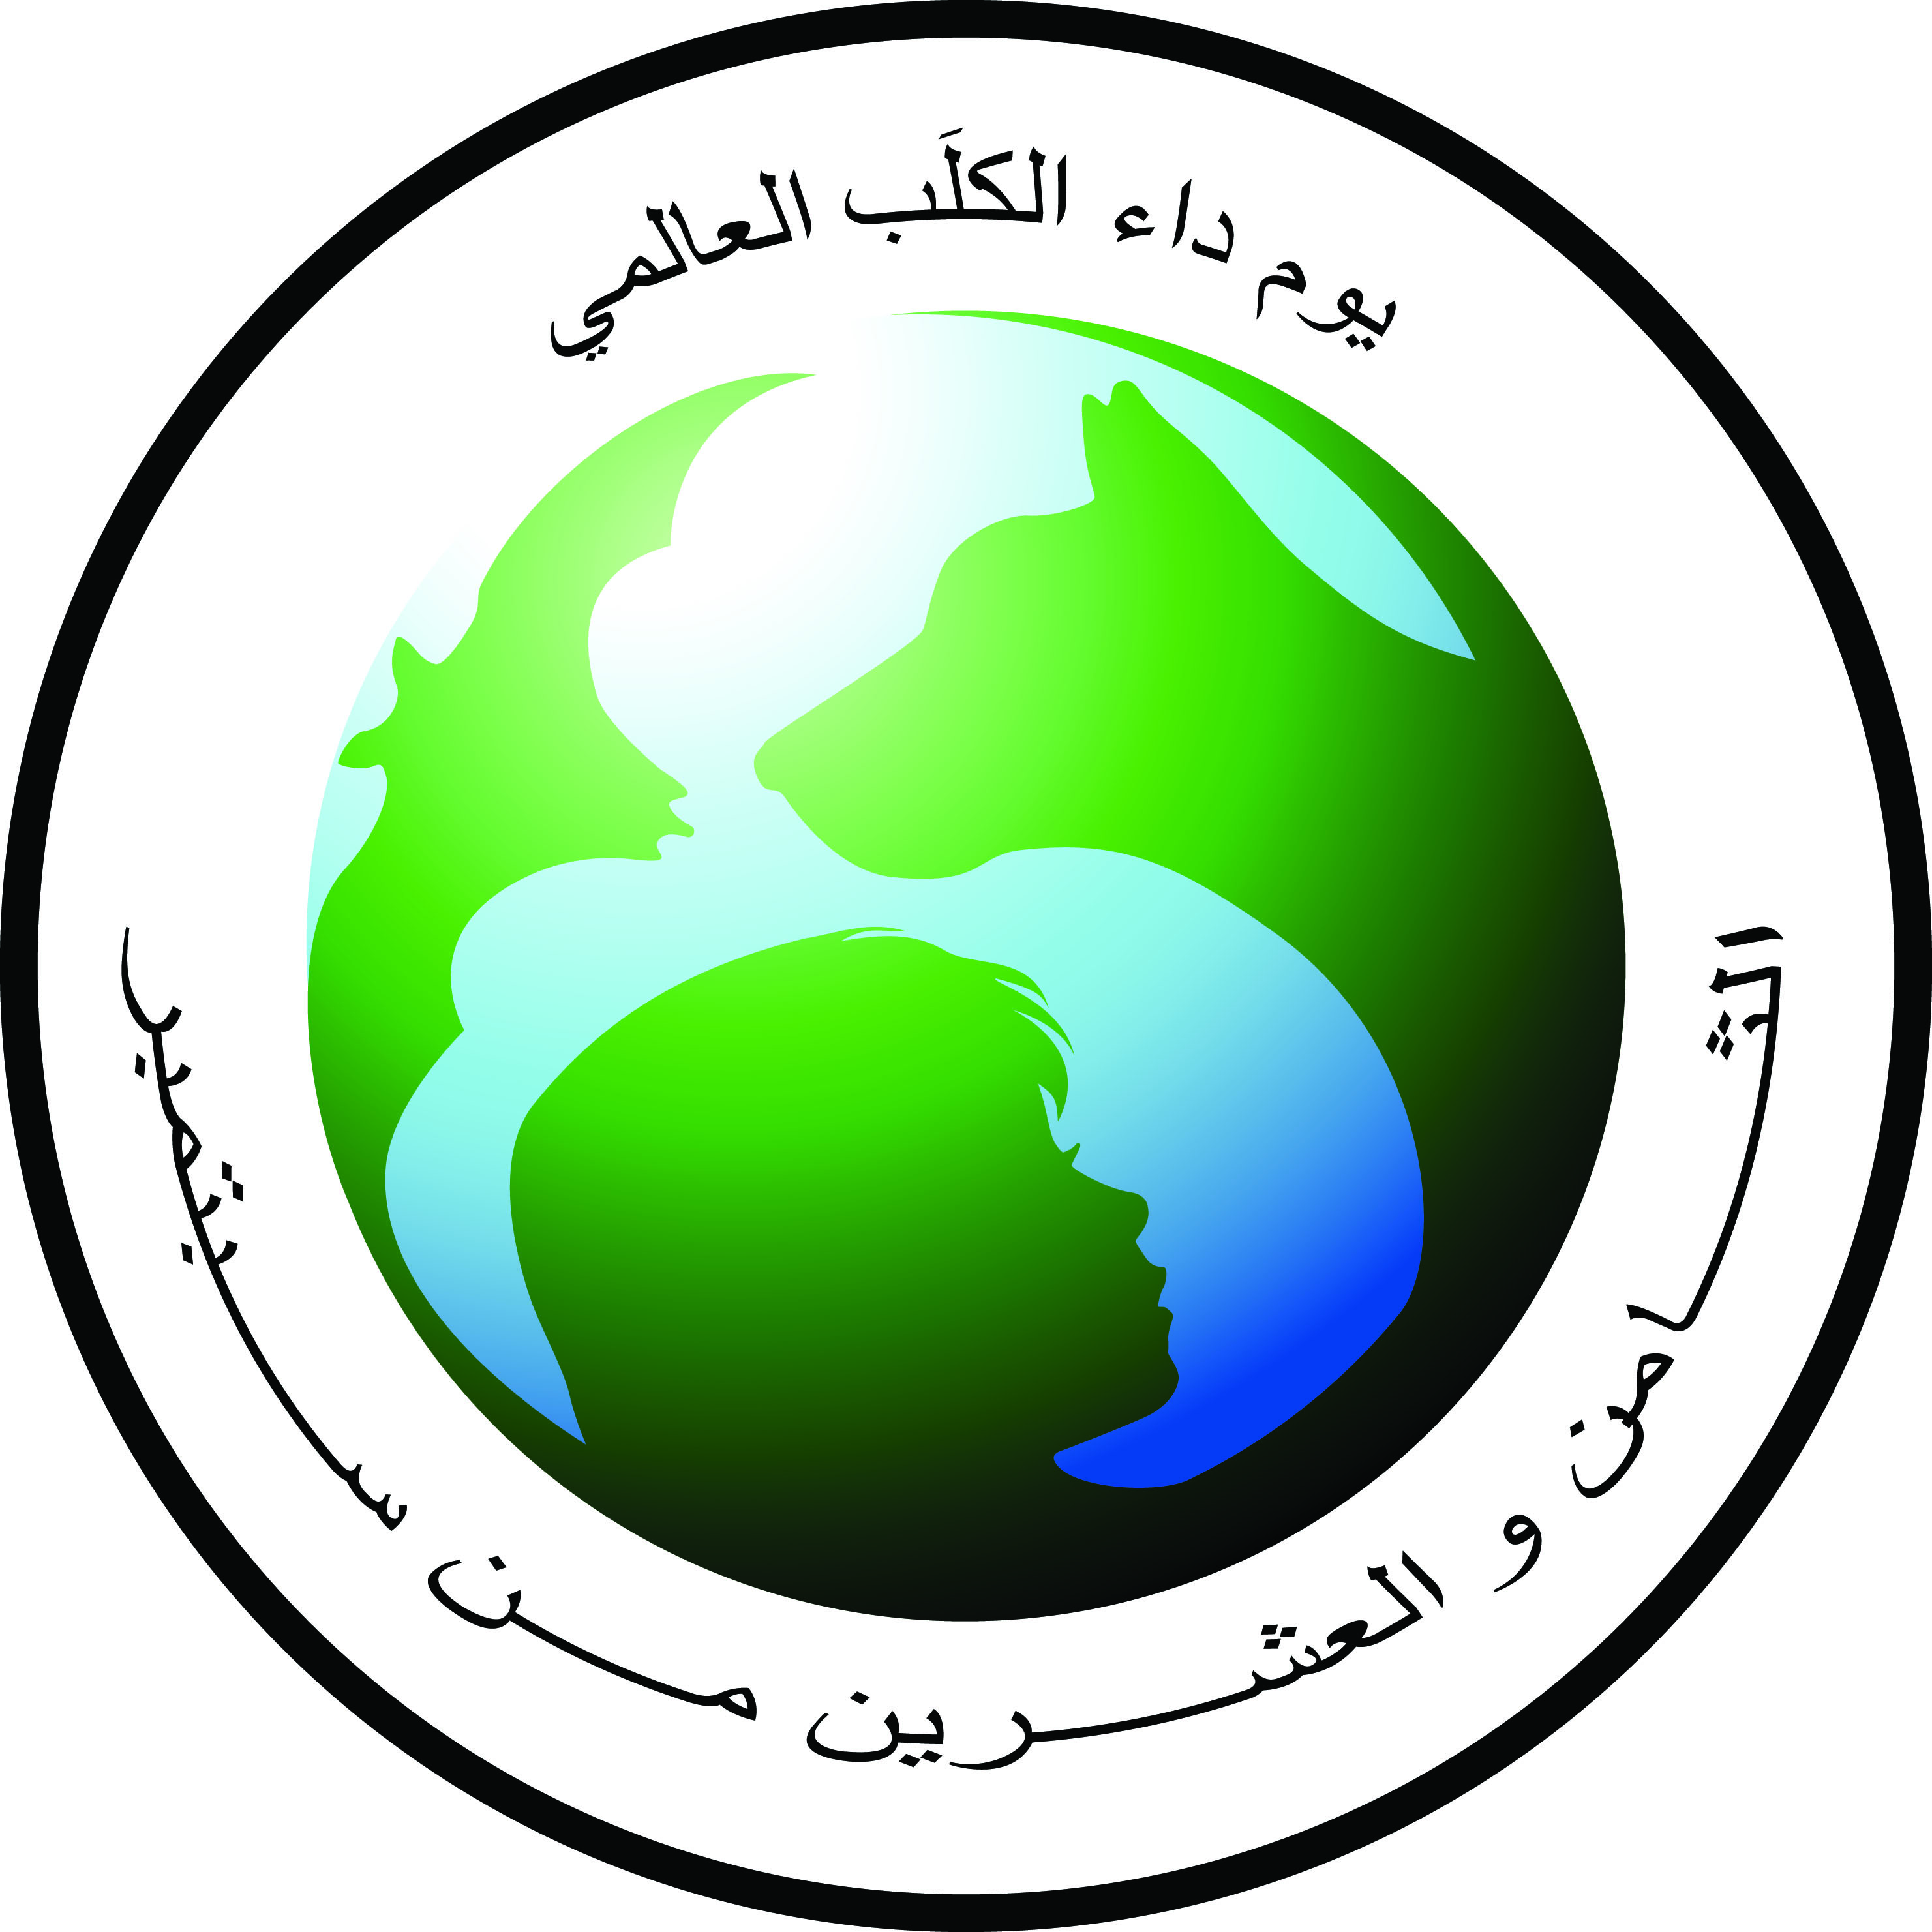 يوم داء الكلَب العالمي
الثامن و العشرين من سبتمبر